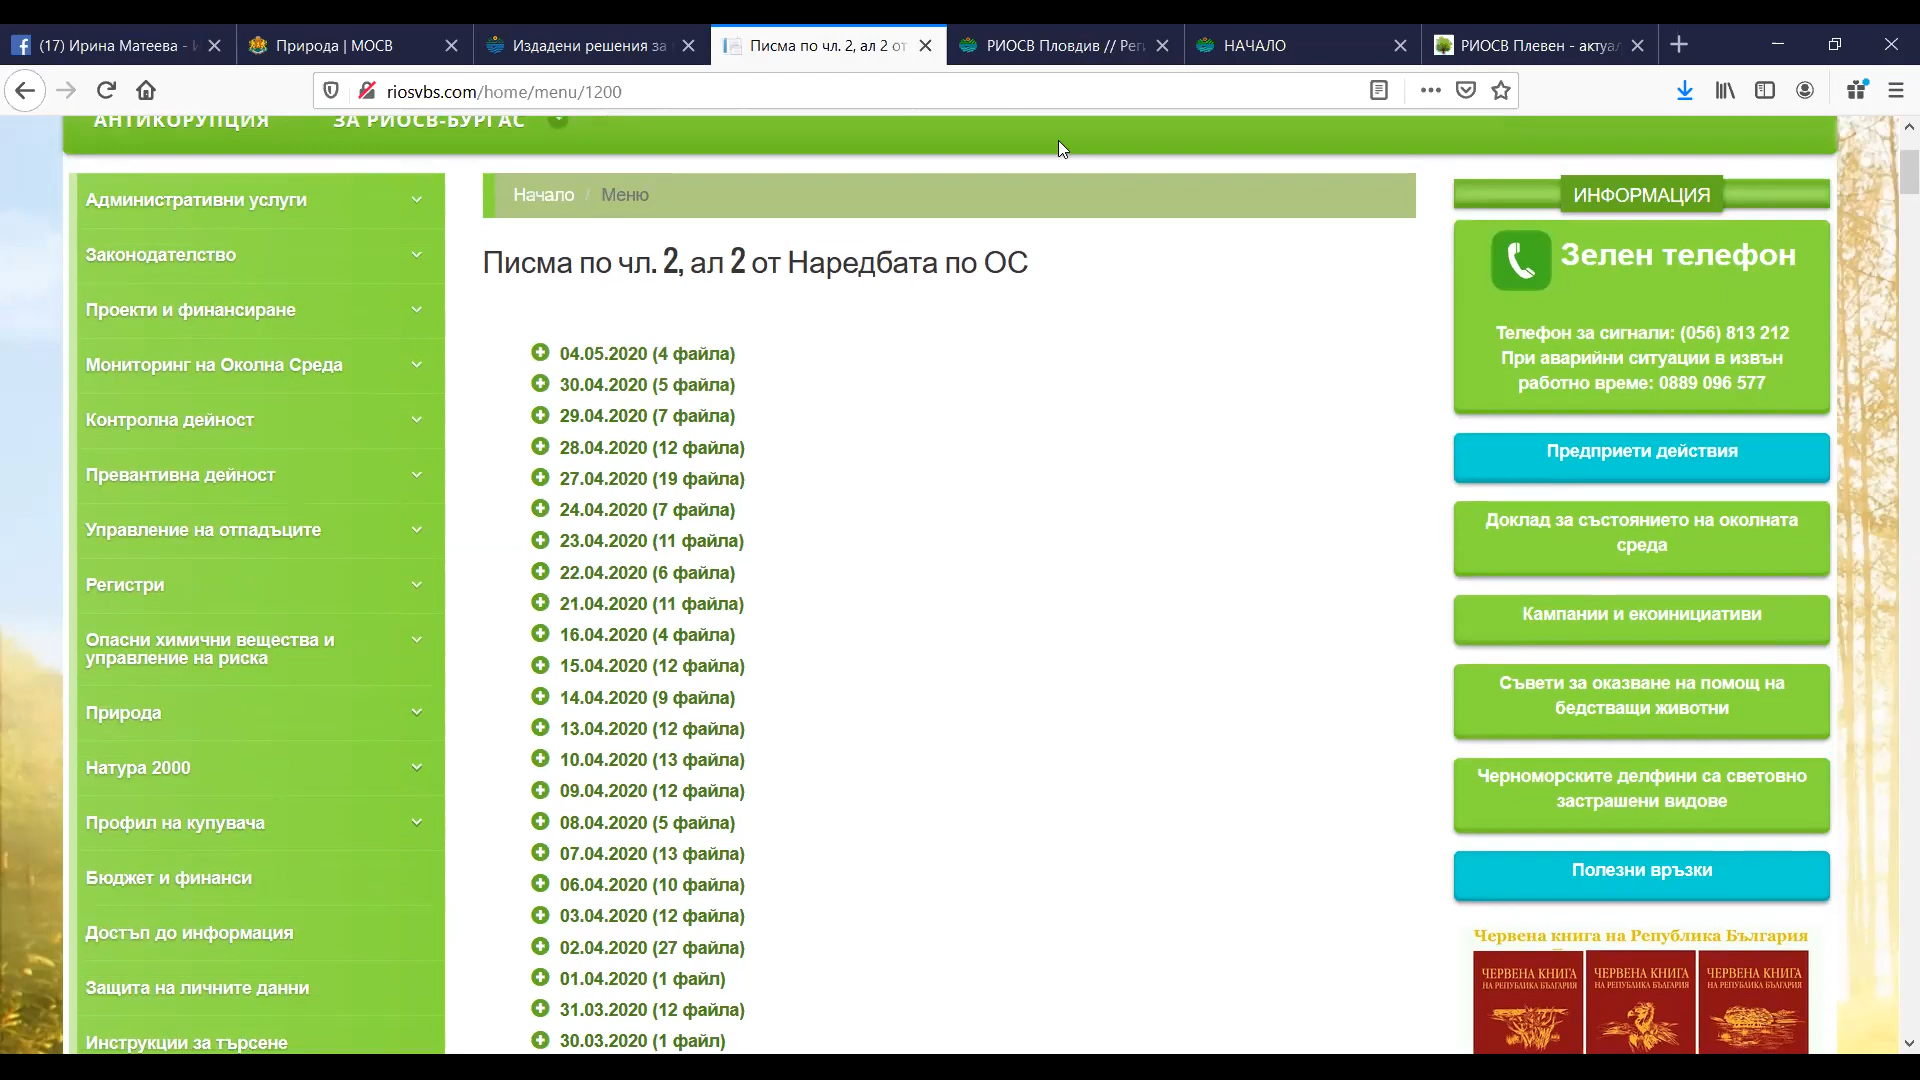 (17) Ирина Матеева -
Природа | МОСВ
Издадени решения за
Писма по чл. 2, ал 2 от
РИОСВ Пловдив // Реги
НАЧАЛО
РИОСВ Плевен - актуал
riosvbs.com/home/menu/1200
АНТИКОРУПЦИЯ
ЗА РИОСВ-БУРГАС
Административни услуги
Законодателство
Проекти и финансиране
Мониторинг на Околна Среда
Контролна дейност
Превантивна дейност
Управление на отпадъците
Регистри
Опасни химични вещества и
управление на риска
Природа
Натура 2000
Профил на купувача
Бюджет и финанси
Достъп до информация
Защита на личните данни
Инструкции за търсене
Начало / Меню
Писма по чл. 2, ал 2 от Наредбата по ОС
04.05.2020 (4 файла)
30.04.2020 (5 файла)
29.04.2020 (7 файла)
28.04.2020 (12 файла)
27.04.2020 (19 файла)
24.04.2020 (7 файла)
23.04.2020 (11 файла)
22.04.2020 (6 файла)
21.04.2020 (11 файла)
16.04.2020 (4 файла)
15.04.2020 (12 файла)
14.04.2020 (9 файла)
13.04.2020 (12 файла)
10.04.2020 (13 файла)
09.04.2020 (12 файла)
08.04.2020 (5 файла)
07.04.2020 (13 файла)
06.04.2020 (10 файла)
03.04.2020 (12 файла)
02.04.2020 (27 файла)
01.04.2020 (1 файл)
31.03.2020 (12 файла)
30.03.2020 (1 файл)
ИНФОРМАЦИЯ
Зелен телефон
Телефон за сигнали: (056) 813 212
При аварийни ситуации в извън
работно време: 0889 096 577
Предприети действия
Доклад за състоянието на околната
среда
Кампании и екоинициативи
Съвети за оказване на помощ на
бедстващи животни
Черноморските делфини са световно
застрашени видове
Полезни връзки
Червена книга на Република България
ЧЕРВЕНА КНИГА
НА РЕПУБЛИКА БЪЛГАРИЯ
ЧЕРВЕНА КНИГА
НА РЕПУБЛИКА БЪЛГАРИЯ
ЧЕРВЕНА КНИГА
НА РЕПУБЛИКА БЪЛГАРИЯ